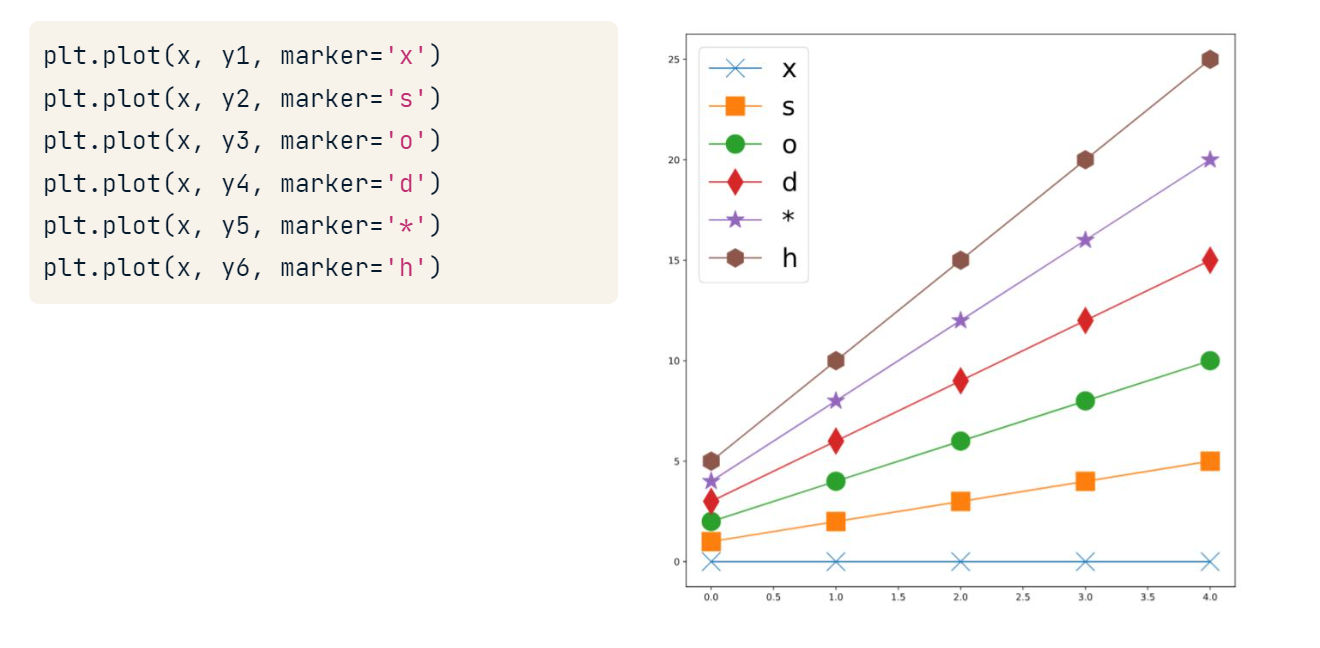 plt.plot(x, y1, marker='x')
plt.plot(x, y2, marker='s')
plt.plot(x, y3, marker='o')
plt.plot(x, y4, marker='d')
plt.plot(x, y5, marker='*')
plt.plot(x, y6, marker='h')
x
s
o
d
*
h
25
20
15
10
5
0
0.0 0.5 1.0 1.5 2.0 2.5 3.0 3.5 4.0